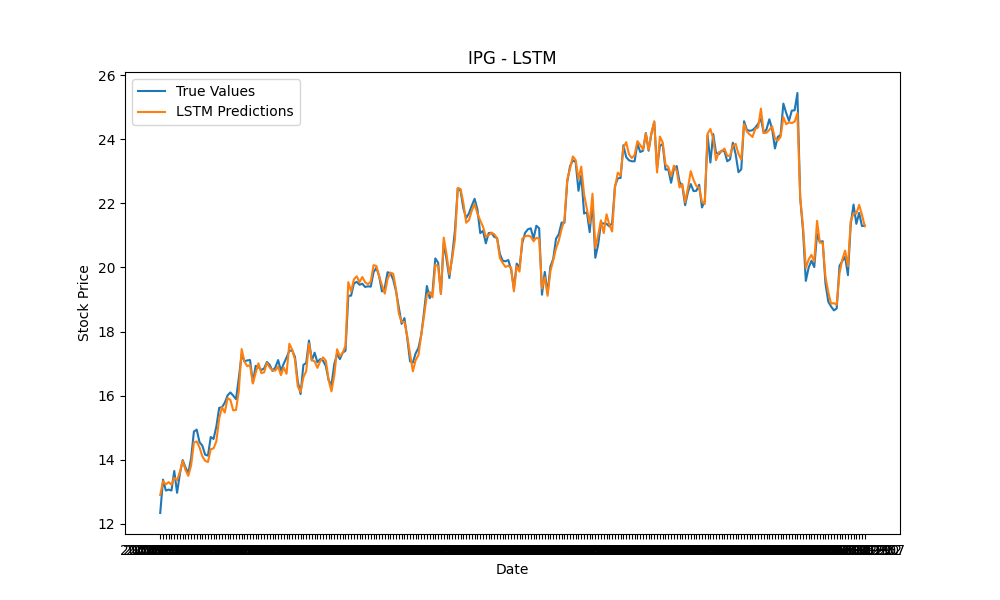 IPG - LSTM
True Values
LSTM Predictions
Stock Price
26
24
22
20
18
16
14
12
Date